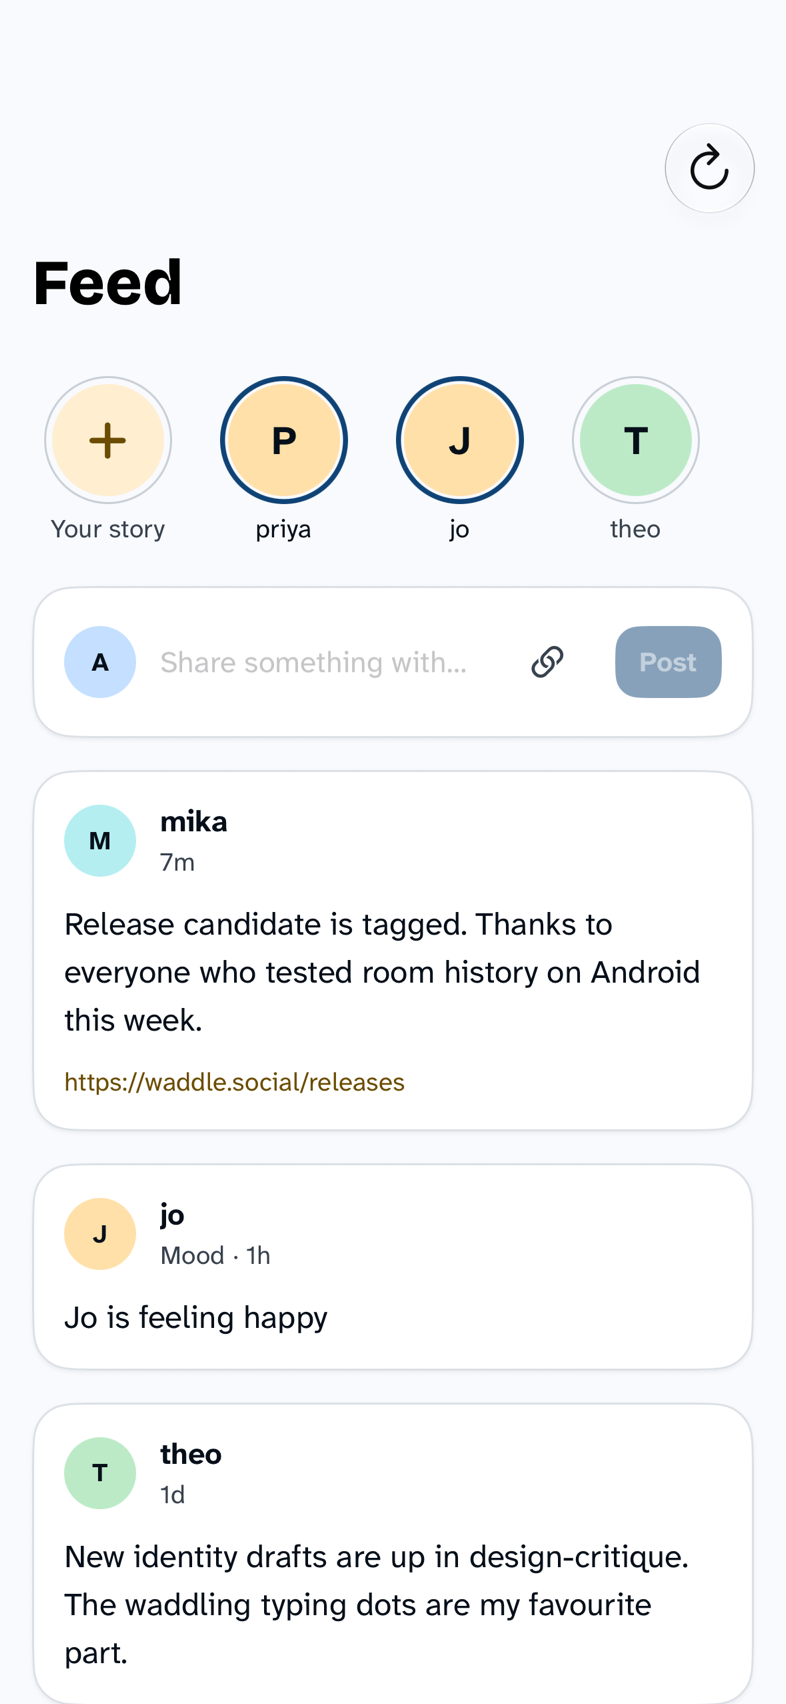 Feed
P
J
T
Your story
priya
jo
theo
A
Share something with...
Post
M
mika
7m
Release candidate is tagged. Thanks to
everyone who tested room history on Android
this week.
https://waddle.social/releases
J
jo
Mood · 1h
Jo is feeling happy
T
theo
1d
New identity drafts are up in design-critique.
The waddling typing dots are my favourite
part.